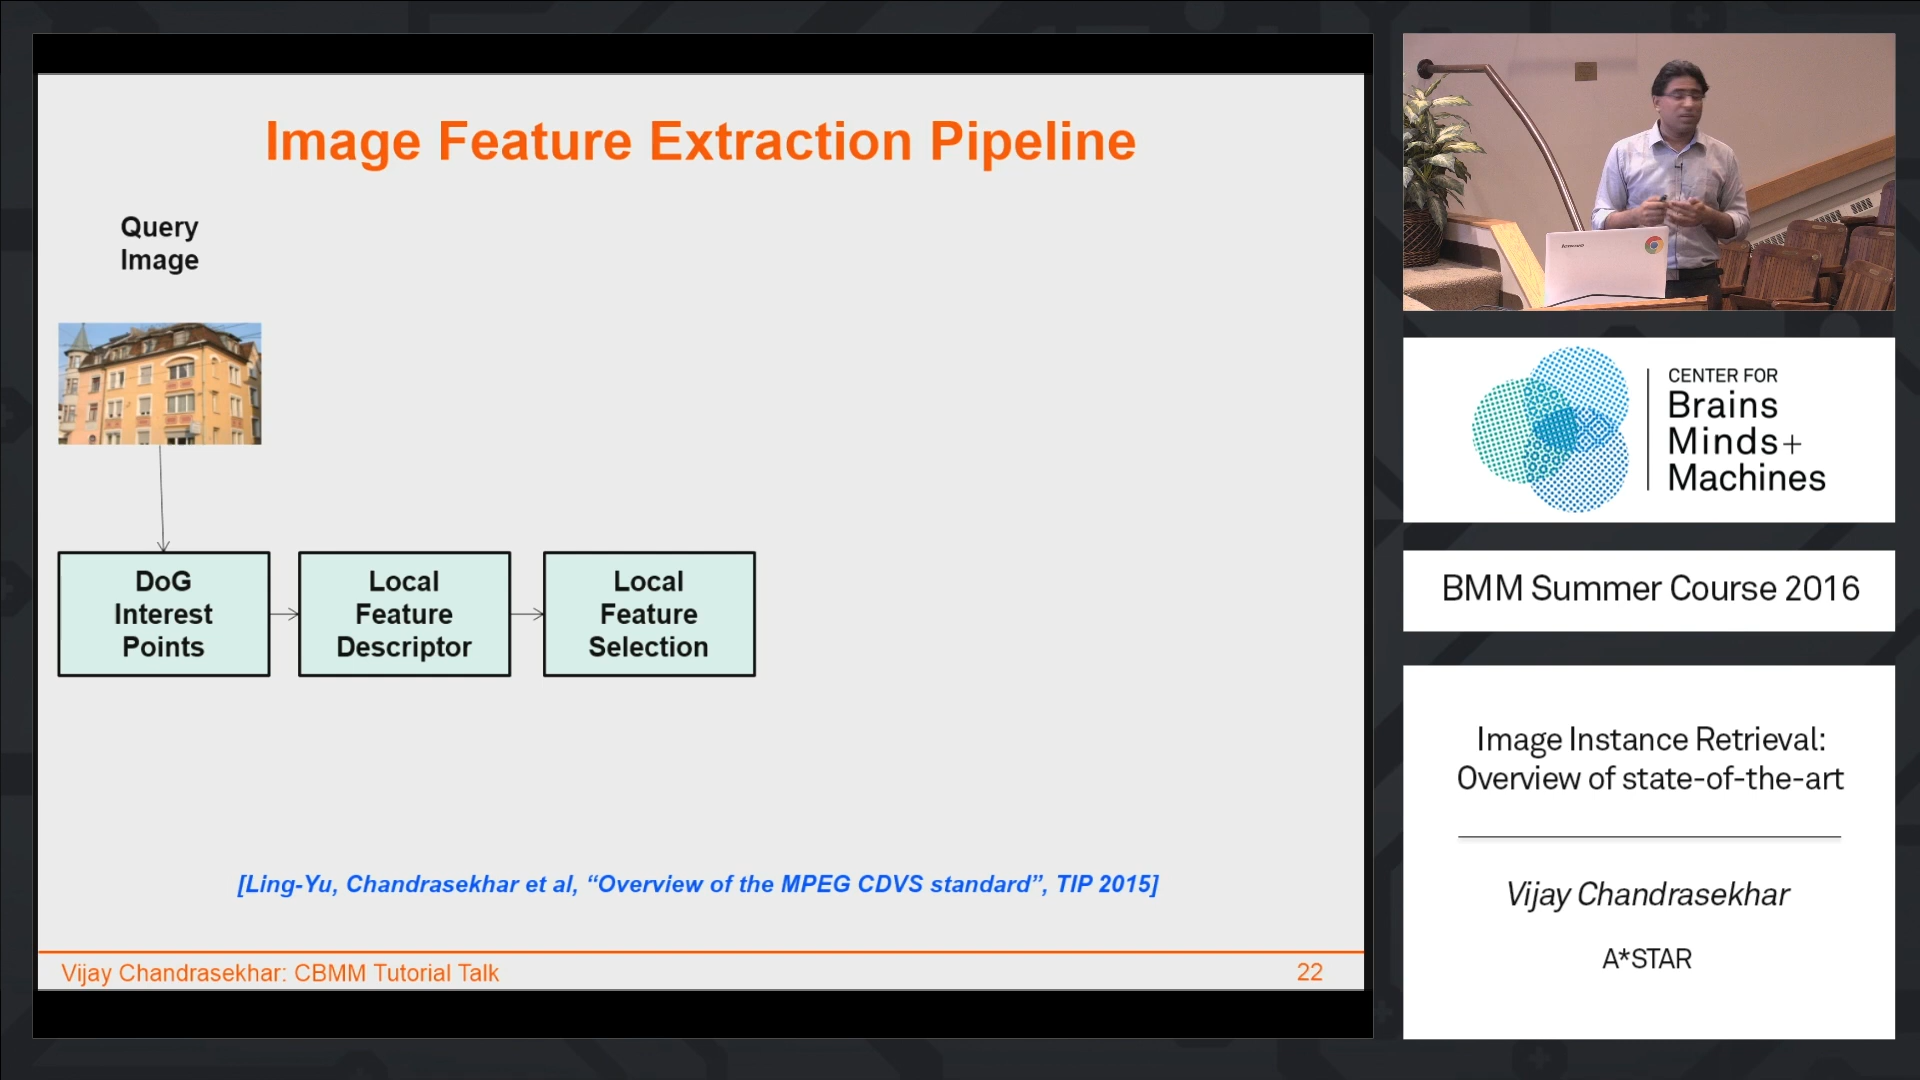 Image Feature Extraction Pipeline
Query
Image
DoG
Interest
Points
Local
Feature
Descriptor
Local
Feature
Selection
[Ling-Yu, Chandrasekhar et al, “Overview of the MPEG CDVS standard”, TIP 2015]
Vijay Chandrasekhar: CBMM Tutorial Talk
22
lenovo
CENTER FOR
Brains
Minds+
Machines
BMM Summer Course 2016
Image Instance Retrieval:
Overview of state-of-the-art
Vijay Chandrasekhar
A*STAR